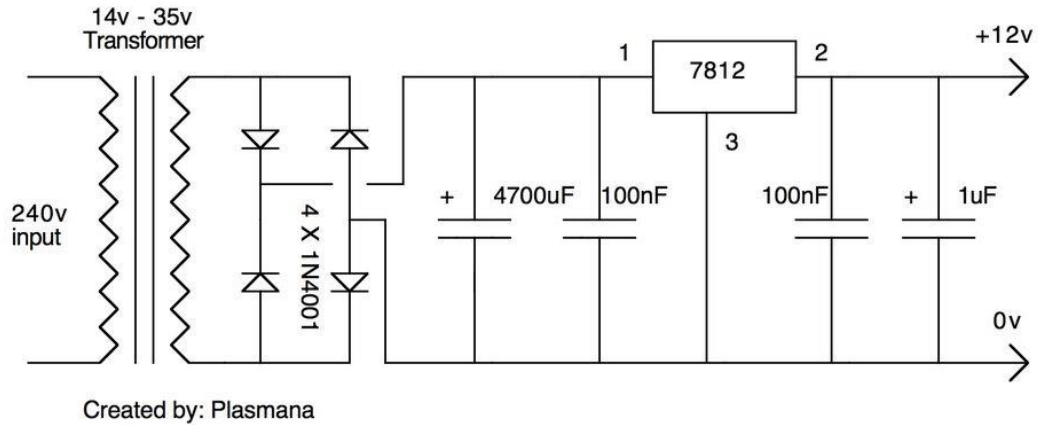 14v - 35v
Transformer
+12v
1
7812
2
3
+
4700uF
100nF
100nF
+
1uF
240v
input
4 X 1N4001
0v
Created by: Plasmana